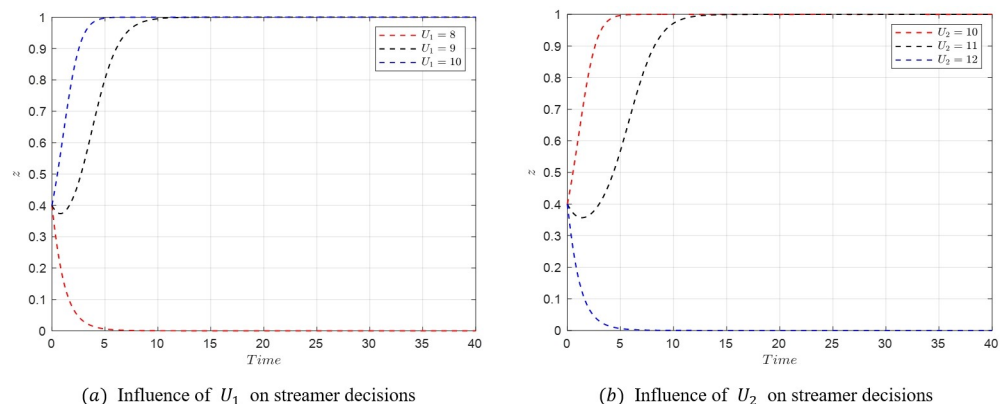 1
0.9
0.8
0.7
0.6
0.5
0.4
0.3
0.2
0.1
0
z
0 5 10 15 20 25 30 35 40
Time
U₁ = 8
U₁ = 9
U₁ = 10
(a) Influence of U₁ on streamer decisions
1
0.9
0.8
0.7
0.6
0.5
0.4
0.3
0.2
0.1
0
z
0 5 10 15 20 25 30 35 40
Time
U₂ = 10
U₂ = 11
U₂ = 12
(b) Influence of U₂ on streamer decisions